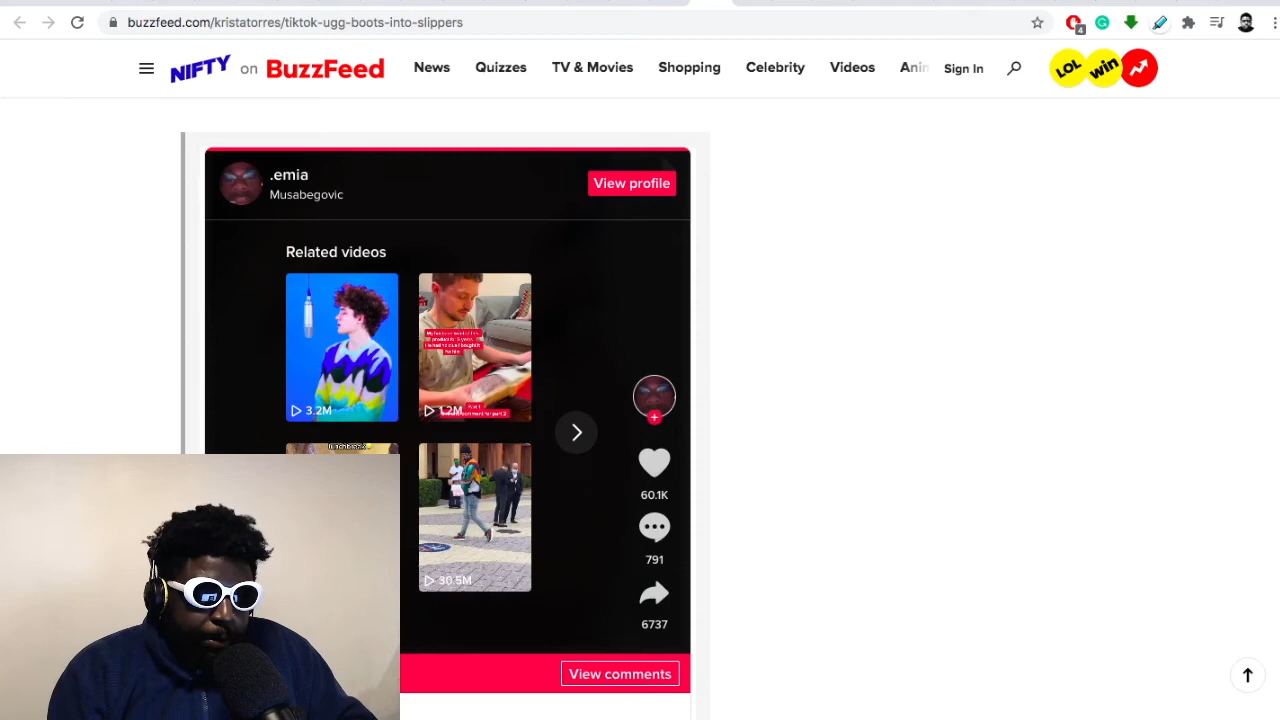 buzzfeed.com/kristatorres/tiktok-ugg-boots-into-slippers
4
NIFTY on BuzzFeed News Quizzes TV & Movies Shopping Celebrity Videos Sign In LOL win
.emia
Musabegovic
View profile
Related videos
3.2M
1.2M
30.5M
60.1K
791
6737
View comments